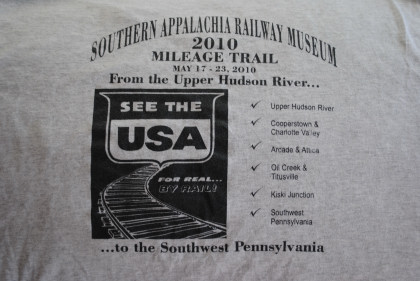 SOUTHERN APPALACHIA RAILWAY MUSEUM
2010
MILEAGE TRAIL
MAY 17 - 23, 2010
From the Upper Hudson River...
SEE THE
USA
FOR REAL...
BY RAIL!
✓ Upper Hudson River
✓ Cooperstown &
Charlotte Valley
✓ Arcade & Attica
✓ Oil Creek &
Titusville
✓ Kiski Junction
✓ Southwest
Pennsylvania
...to the Southwest Pennsylvania